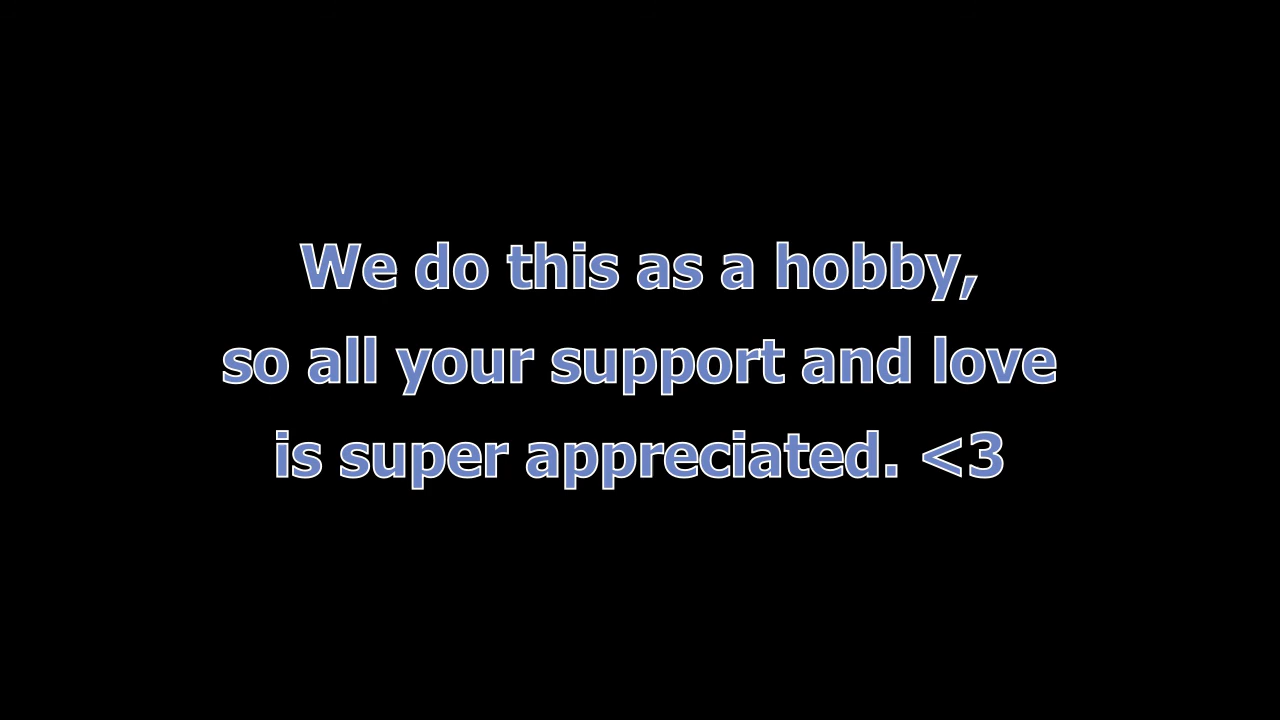 We do this as a hobby,
so all your support and love
is super appreciated. <3